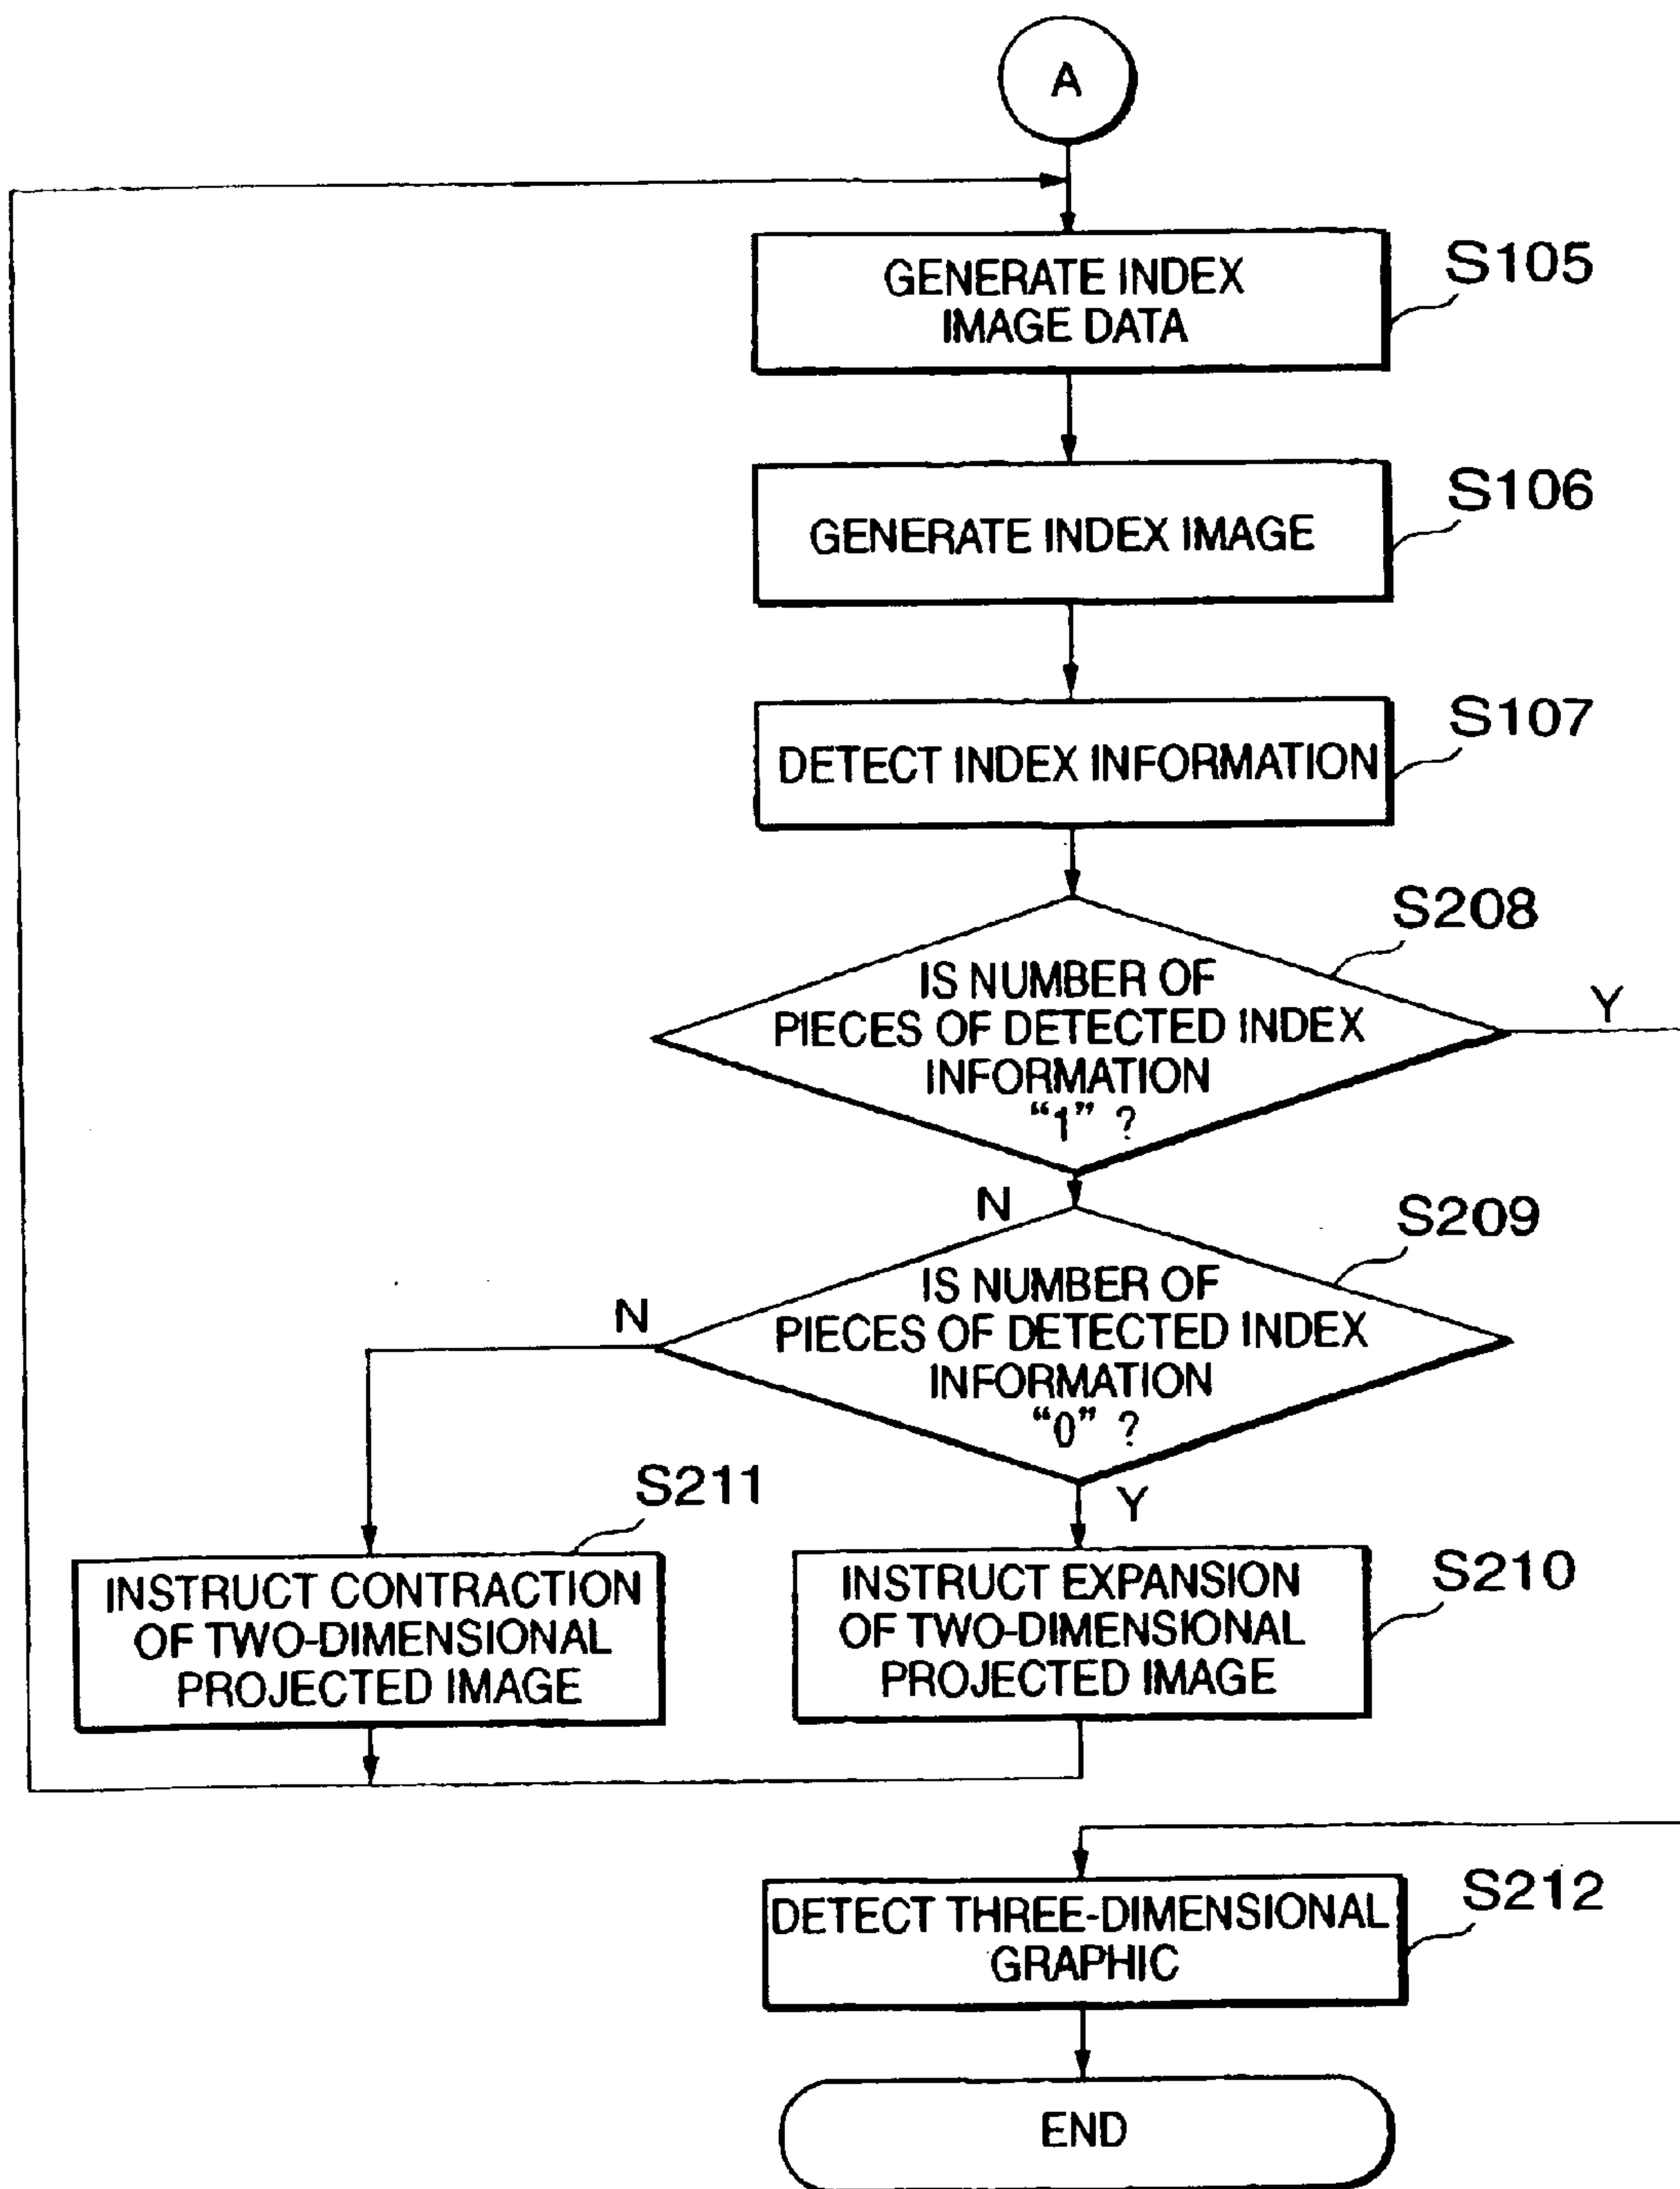 A
GENERATE INDEX
IMAGE DATA
S105
GENERATE INDEX IMAGE
S106
DETECT INDEX INFORMATION
S107
IS NUMBER OF
PIECES OF DETECTED INDEX
INFORMATION
“1” ?
S208
Y
N
IS NUMBER OF
PIECES OF DETECTED INDEX
INFORMATION
“0” ?
S209
N
Y
INSTRUCT CONTRACTION
OF TWO-DIMENSIONAL
PROJECTED IMAGE
S211
INSTRUCT EXPANSION
OF TWO-DIMENSIONAL
PROJECTED IMAGE
S210
DETECT THREE-DIMENSIONAL
GRAPHIC
S212
END